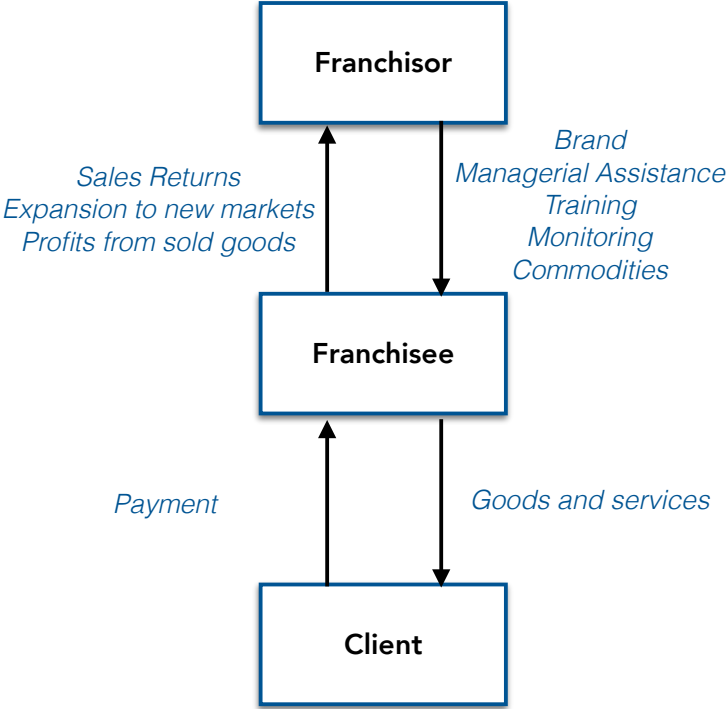 Franchisor
Sales Returns
Expansion to new markets
Profits from sold goods
Brand
Managerial Assistance
Training
Monitoring
Commodities
Franchisee
Payment
Goods and services
Client